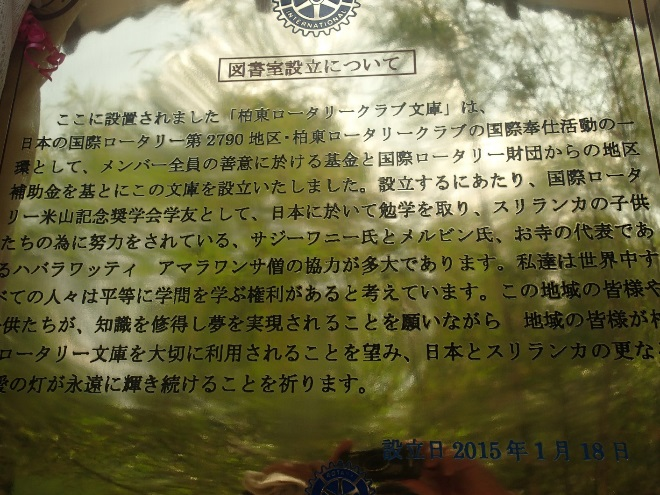 INTERNATIONAL
図書室設立について
ここに設置されました「柏東ロータリークラブ文庫」は、
日本の国際ロータリー第2790地区・柏東ロータリークラブの国際奉仕活動の一
環として、メンバー全員の善意に於ける基金と国際ロータリー財団からの地区
補助金を基とにこの文庫を設立いたしました。設立するにあたり、国際ロータ
リー米山記念奨学会学友として、日本に於いて勉学を取り、スリランカの子供
たちの為に努力をされている、サジーワニー氏とメルビン氏、お寺の代表であ
るハバラワッティ アマラワンサ僧の協力が多大であります。私達は世界中す
べての人々は平等に学問を学ぶ権利があると考えています。この地域の皆様や
供たちが、知識を修得し夢を実現されることを願いながら 地域の皆様が
ロータリー文庫を大切に利用されることを望み、日本とスリランカの更な
愛の灯が永遠に輝き続けることを祈ります。
設立日 2015年1月18日